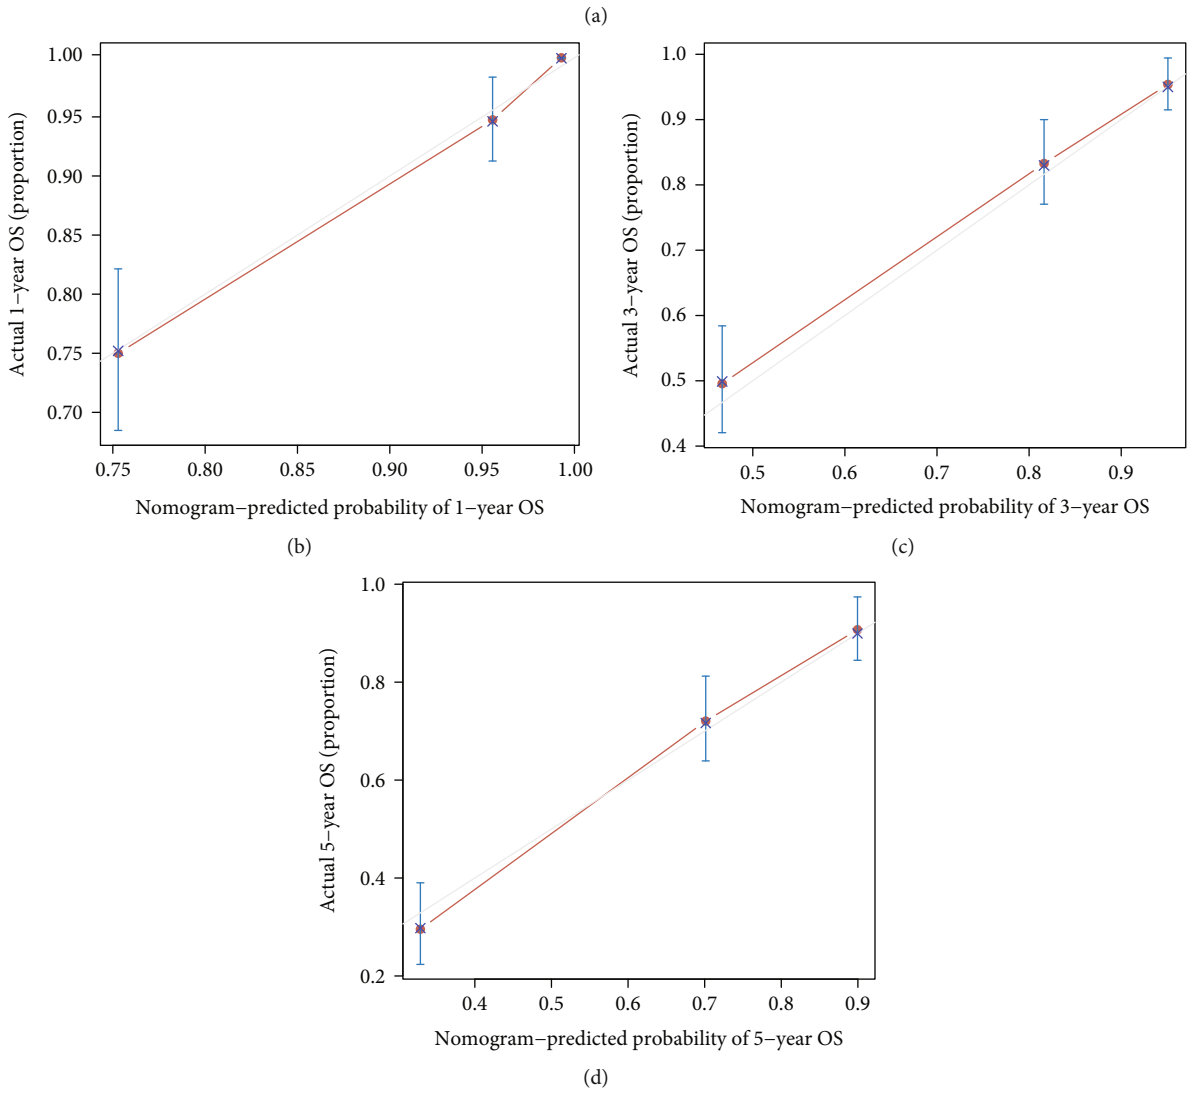 (a)
1.00
0.95
0.90
0.85
0.80
0.75
0.70
Actual 1−year OS (proportion)
0.75 0.80 0.85 0.90 0.95 1.00
Nomogram−predicted probability of 1−year OS
(b)
1.0
0.9
0.8
0.7
0.6
0.5
0.4
Actual 3−year OS (proportion)
0.5 0.6 0.7 0.8 0.9
Nomogram−predicted probability of 3−year OS
(c)
1.0
0.8
0.6
0.4
0.2
Actual 5−year OS (proportion)
0.4 0.5 0.6 0.7 0.8 0.9
Nomogram−predicted probability of 5−year OS
(d)